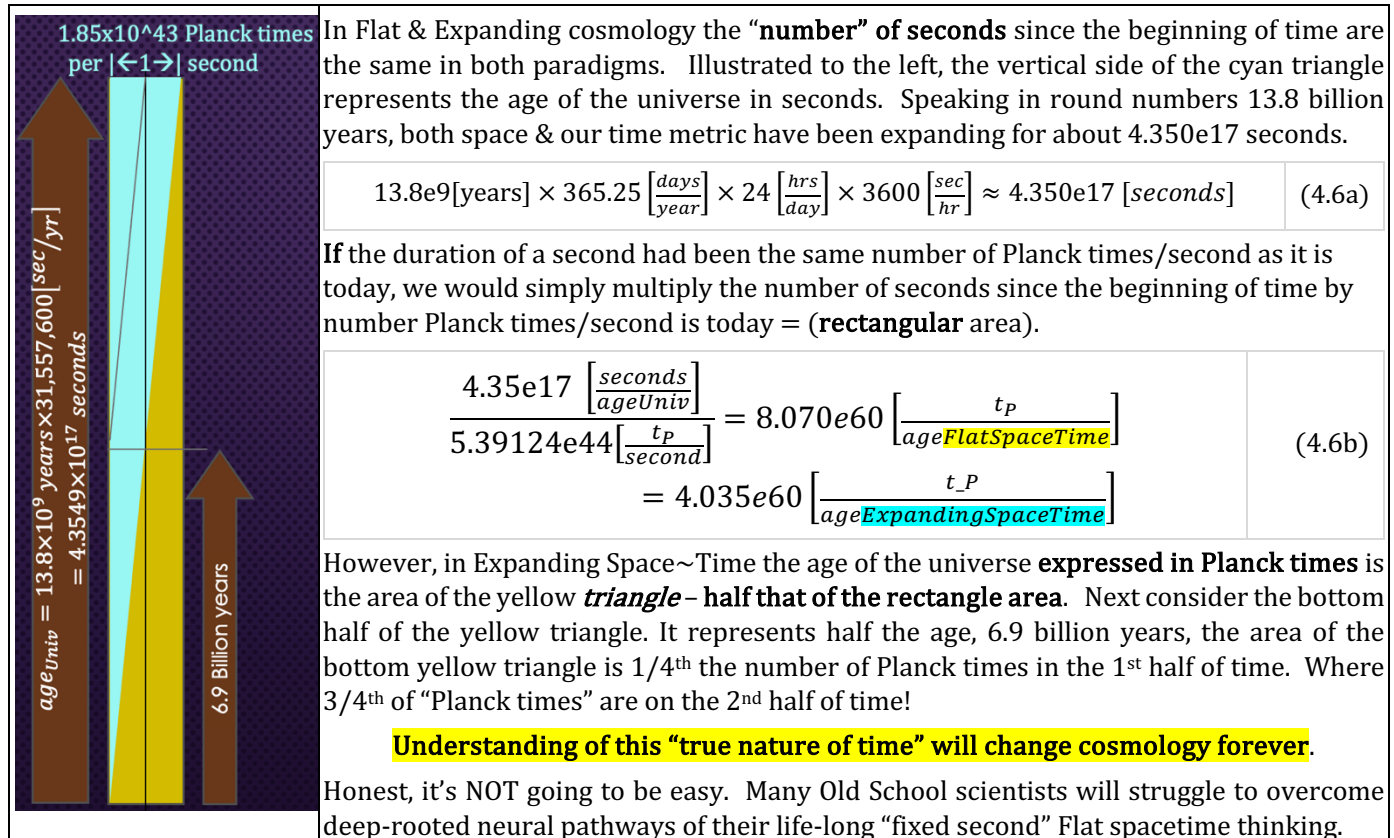 1.85x10^43 Planck times
per |←1→| second
age_Univ = 13.8×10⁹ years×31,557,600[sec/yr]
= 4.3549×10¹⁷ seconds
6.9 Billion years
In Flat & Expanding cosmology the “number” of seconds since the beginning of time are
the same in both paradigms. Illustrated to the left, the vertical side of the cyan triangle
represents the age of the universe in seconds. Speaking in round numbers 13.8 billion
years, both space & our time metric have been expanding for about 4.350e17 seconds.
13.8e9[years] × 365.25 [days/year] × 24 [hrs/day] × 3600 [sec/hr] ≈ 4.350e17 [seconds] (4.6a)
If the duration of a second had been the same number of Planck times/second as it is
today, we would simply multiply the number of seconds since the beginning of time by
number Planck times/second is today = (rectangular area).
4.35e17 [seconds/ageUniv] / 5.39124e44[t_P/second] = 8.070e60 [t_P/ageFlatSpaceTime] (4.6b)
= 4.035e60 [t_P/ageExpandingSpaceTime]
However, in Expanding Space~Time the age of the universe expressed in Planck times is
the area of the yellow triangle – half that of the rectangle area. Next consider the bottom
half of the yellow triangle. It represents half the age, 6.9 billion years, the area of the
bottom yellow triangle is 1/4th the number of Planck times in the 1st half of time. Where
3/4th of “Planck times” are on the 2nd half of time!
Understanding of this “true nature of time” will change cosmology forever.
Honest, it’s NOT going to be easy. Many Old School scientists will struggle to overcome
deep-rooted neural pathways of their life-long “fixed second” Flat spacetime thinking.